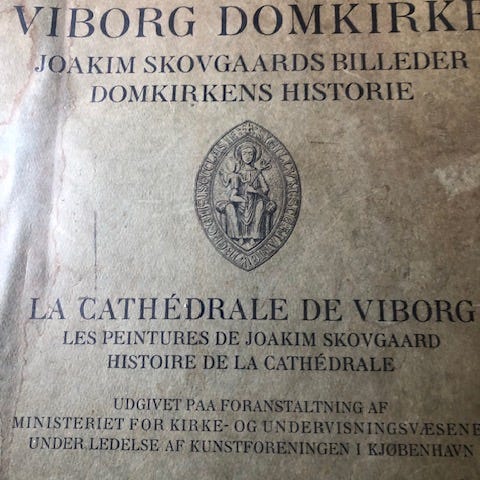 VIBORG DOMKIRKE
JOAKIM SKOVGAARDS BILLEDER
DOMKIRKENS HISTORIE
LA CATHÉDRALE DE VIBORG
LES PEINTURES DE JOAKIM SKOVGAARD
HISTOIRE DE LA CATHÉDRALE
UDGIVET PAA FORANSTALTNING AF
MINISTERIET FOR KIRKE- OG UNDERVISNINGSVÆSENE
UNDER LEDELSE AF KUNSTFORENINGEN I KJØBENHAVN